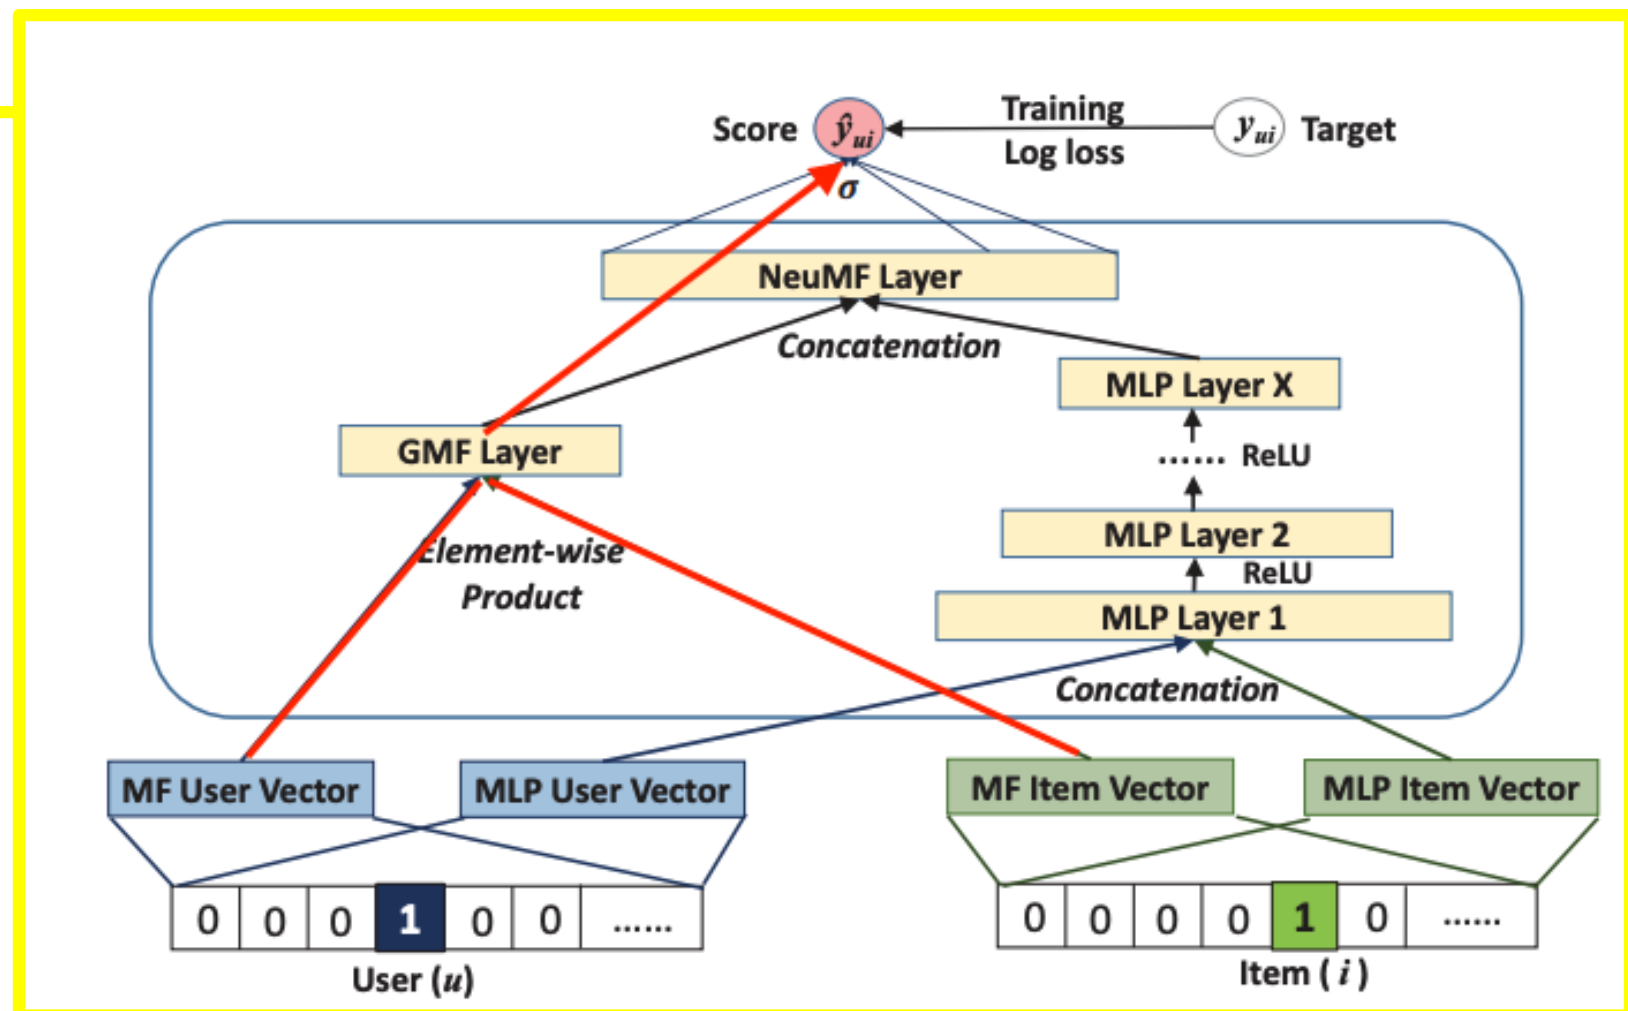 Training
Score ŷui yui Target
Log loss
σ
NeuMF Layer
Concatenation
MLP Layer X
GMF Layer
...... ReLU
Element-wise
Product
MLP Layer 2
ReLU
MLP Layer 1
Concatenation
MF User Vector MLP User Vector MF Item Vector MLP Item Vector
0 0 0 1 0 0 ...... 0 0 0 0 1 0 ......
User (u) Item ( i )